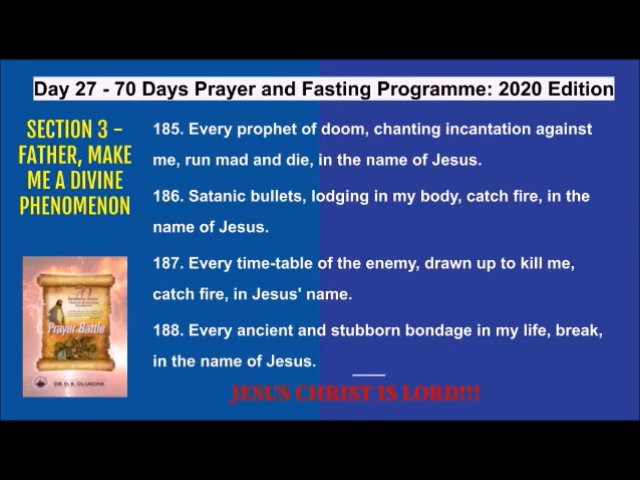 Day 27 - 70 Days Prayer and Fasting Programme: 2020 Edition
SECTION 3 –
FATHER, MAKE
ME A DIVINE
PHENOMENON
185. Every prophet of doom, chanting incantation against
me, run mad and die, in the name of Jesus.
186. Satanic bullets, lodging in my body, catch fire, in the
name of Jesus.
187. Every time-table of the enemy, drawn up to kill me,
catch fire, in Jesus' name.
188. Every ancient and stubborn bondage in my life, break,
in the name of Jesus.
70
Prayer Battle
DR. D. K. OLUKOYA
JESUS CHRIST IS LORD!!!